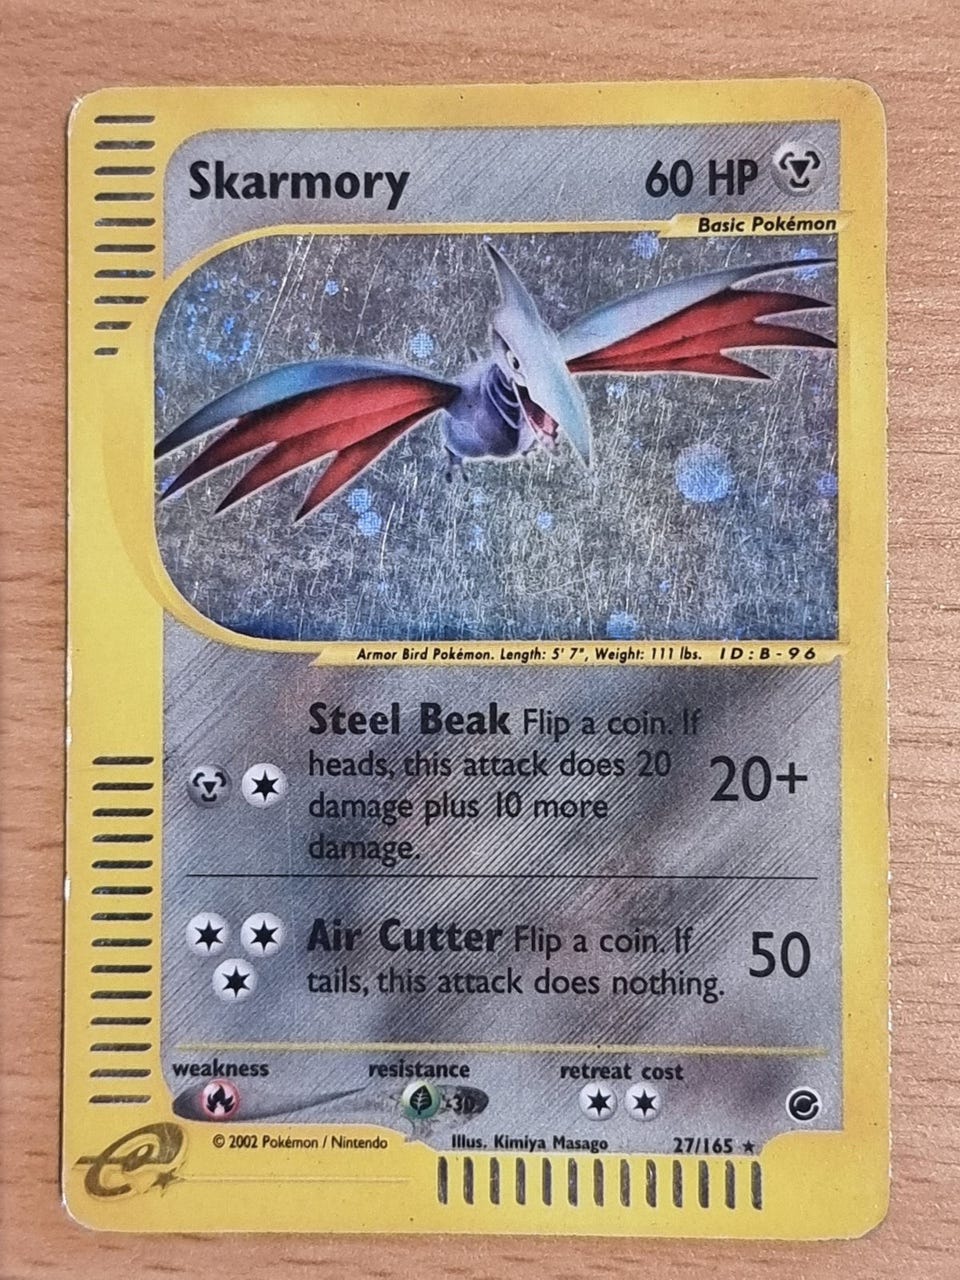 Skarmory 60 HP
Basic Pokémon
Armor Bird Pokémon. Length: 5' 7", Weight: 111 lbs. ID:B-96
Steel Beak Flip a coin. If
heads, this attack does 20
damage plus 10 more
damage.
20+
Air Cutter Flip a coin. If
tails, this attack does nothing.
50
weakness resistance retreat cost
-30
© 2002 Pokémon / Nintendo Illus. Kimiya Masago 27/165 ★
e